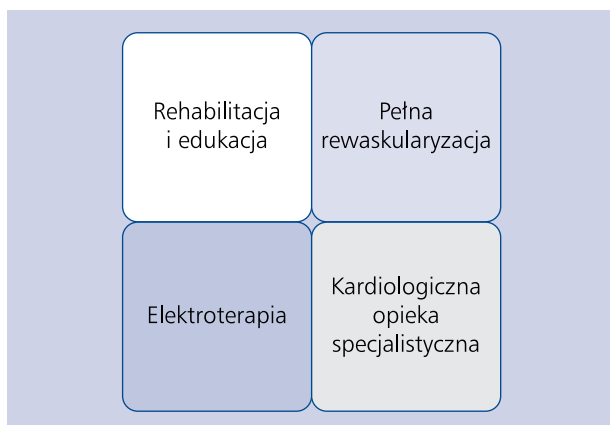 Rehabilitacja
i edukacja
Pełna
rewaskularyzacja
Elektroterapia
Kardiologiczna
opieka
specjalistyczna